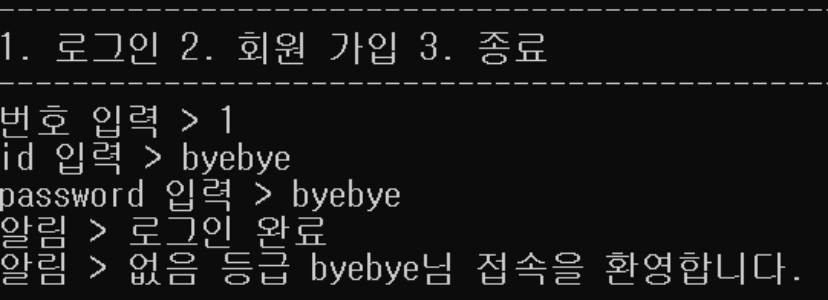 --------------------------------------------------
1. 로그인 2. 회원 가입 3. 종료
--------------------------------------------------
번호 입력 > 1
id 입력 > byebye
password 입력 > byebye
알림 > 로그인 완료
알림 > 없음 등급 byebye님 접속을 환영합니다.